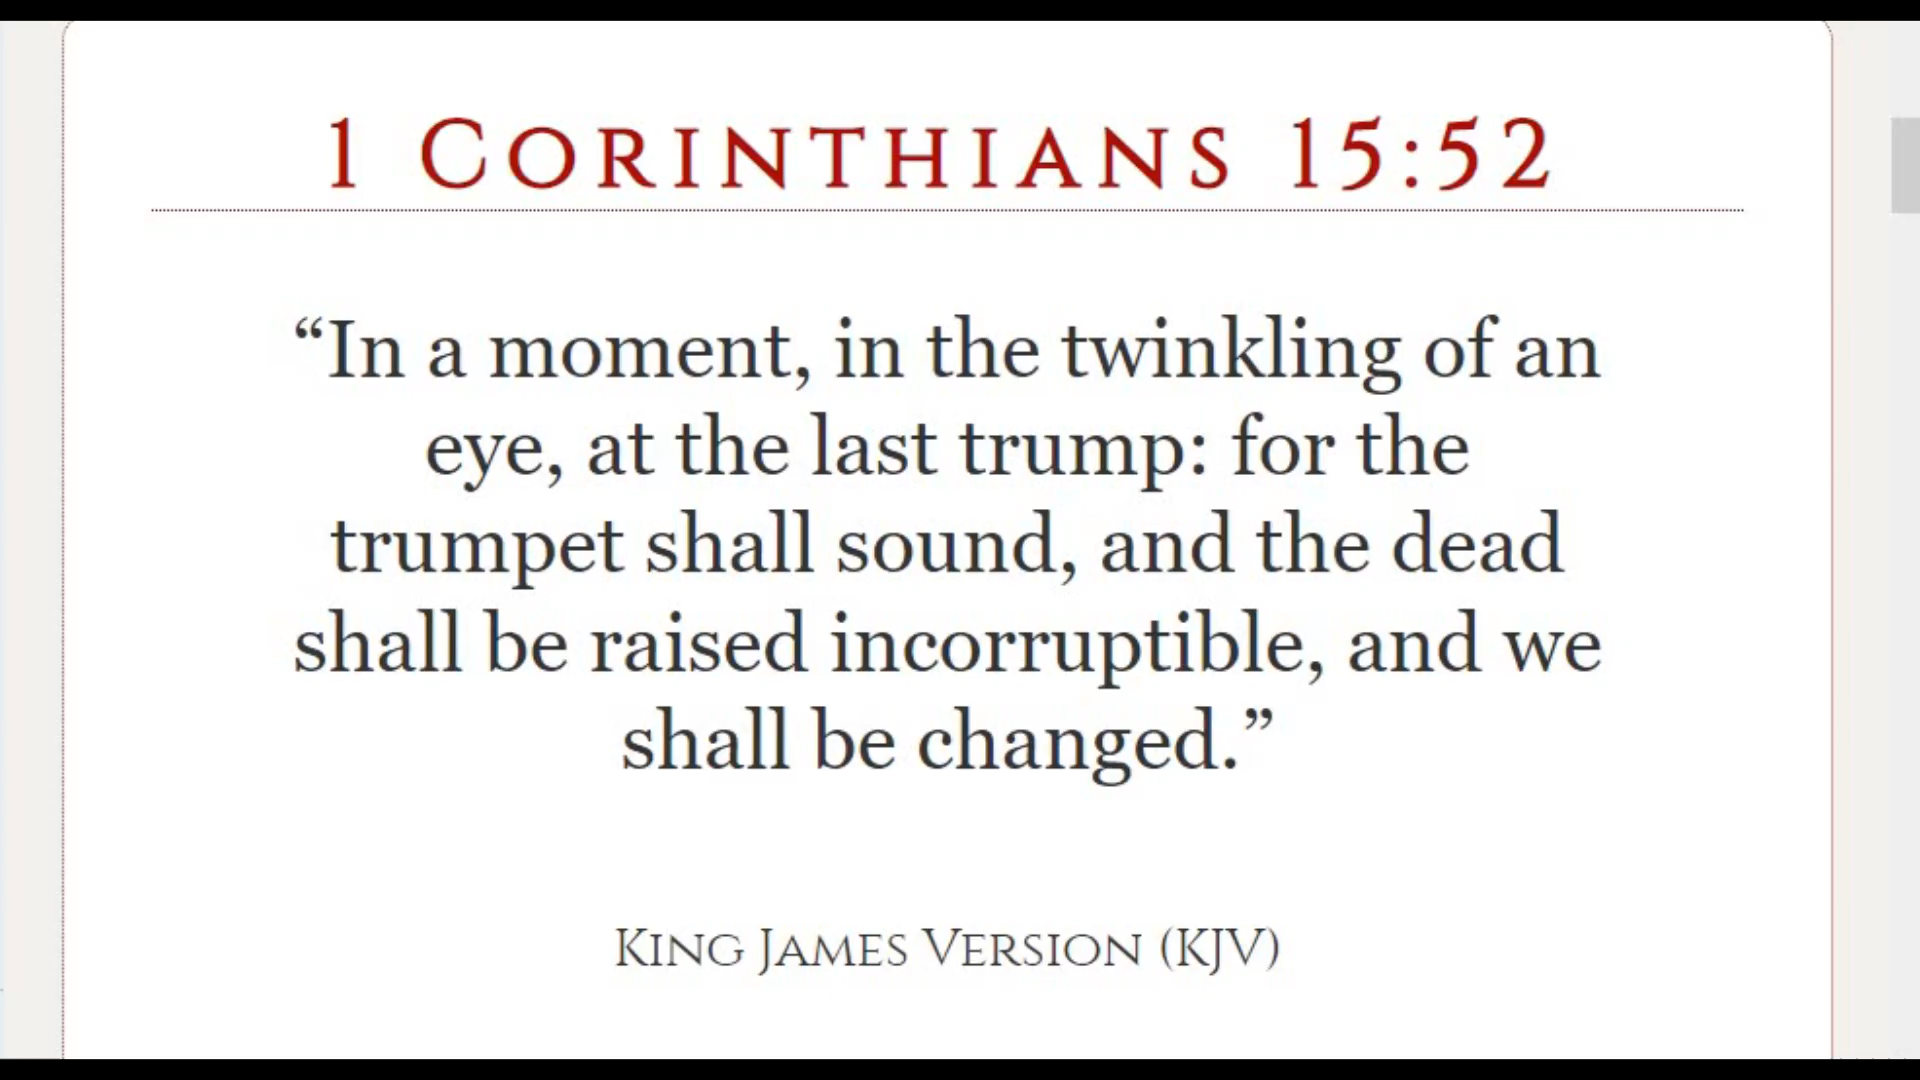 1 Corinthians 15:52
“In a moment, in the twinkling of an
eye, at the last trump: for the
trumpet shall sound, and the dead
shall be raised incorruptible, and we
shall be changed.”
King James Version (KJV)